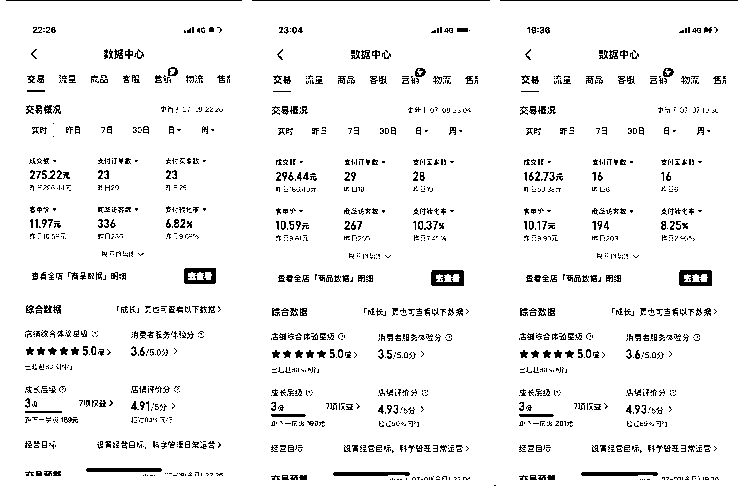 22:26
4G
数据中心
交易 流量 商品 客服 营销 物流 售后
交易概况
实时 昨日 7日 30日 日 周
成交额 支付订单数 支付买家数
275.22元 23 23
客单价 商品访客数 支付转化率
11.97元 336 6.82%
昨日10.59元
查看全店「商品数据」明细 去查看
综合数据 「成长」更也可查看以下数据>
店铺综合体验星级 消费者服务体验分
5.0星> 3.6/5.0分 >
成长层级 店铺评价分
3级 7项权益> 4.91/5分 >
经营目标 设置经营目标，科学管理日常运营>
23:04
4G
数据中心
交易 流量 商品 客服 营销 物流
交易概况
实时 昨日 7日 30日 日 周
成交额 支付订单数 支付买家数
296.44元 29 28
客单价 商品访客数 支付转化率
10.59元 267 10.37%
查看全店「商品数据」明细 去查看
综合数据 「成长」更也可查看以下数据>
店铺综合体验星级 消费者服务体验分
5.0星> 3.5/5.0分 >
成长层级 店铺评价分
3级 7项权益> 4.93/5分 >
经营目标 设置经营目标，科学管理日常运营>
19:36
4G
数据中心
交易 流量 商品 客服 营销 物流
交易概况
实时 昨日 7日 30日 日 周
成交额 支付订单数 支付买家数
162.73元 16 16
客单价 商品访客数 支付转化率
10.17元 194 8.25%
查看全店「商品数据」明细 去查看
综合数据 「成长」更也可查看以下数据>
店铺综合体验星级 消费者服务体验分
5.0星> 3.6/5.0分 >
成长层级 店铺评价分
3级 7项权益> 4.93/5分 >
经营目标 设置经营目标，科学管理日常运营>